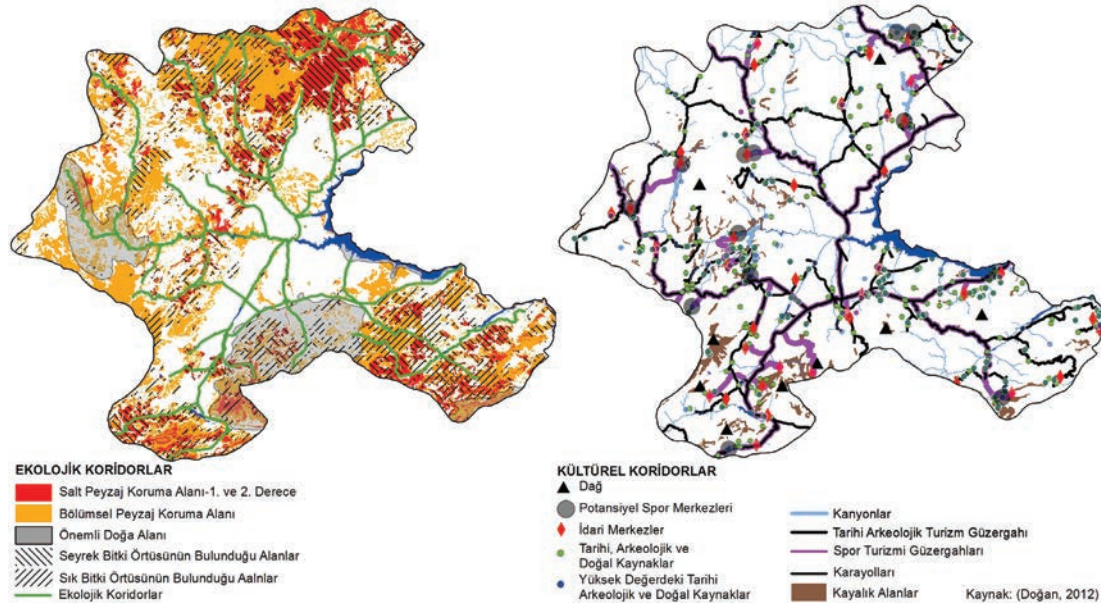 EKOLOJİK KORİDORLAR
Salt Peyzaj Koruma Alanı-1. ve 2. Derece
Bölümsel Peyzaj Koruma Alanı
Önemli Doğa Alanı
Seyrek Bitki Örtüsünün Bulunduğu Alanlar
Sık Bitki Örtüsünün Bulunduğu Aalnlar
Ekolojik Koridorlar
KÜLTÜREL KORİDORLAR
Dağ
Potansiyel Spor Merkezleri
İdari Merkezler
Tarihi, Arkeolojik ve
Doğal Kaynaklar
Yüksek Değerdeki Tarihi
Arkeolojik ve Doğal Kaynaklar
Kanyonlar
Tarihi Arkeolojik Turizm Güzergahı
Spor Turizmi Güzergahları
Karayolları
Kayalık Alanlar
Kaynak: (Doğan, 2012)